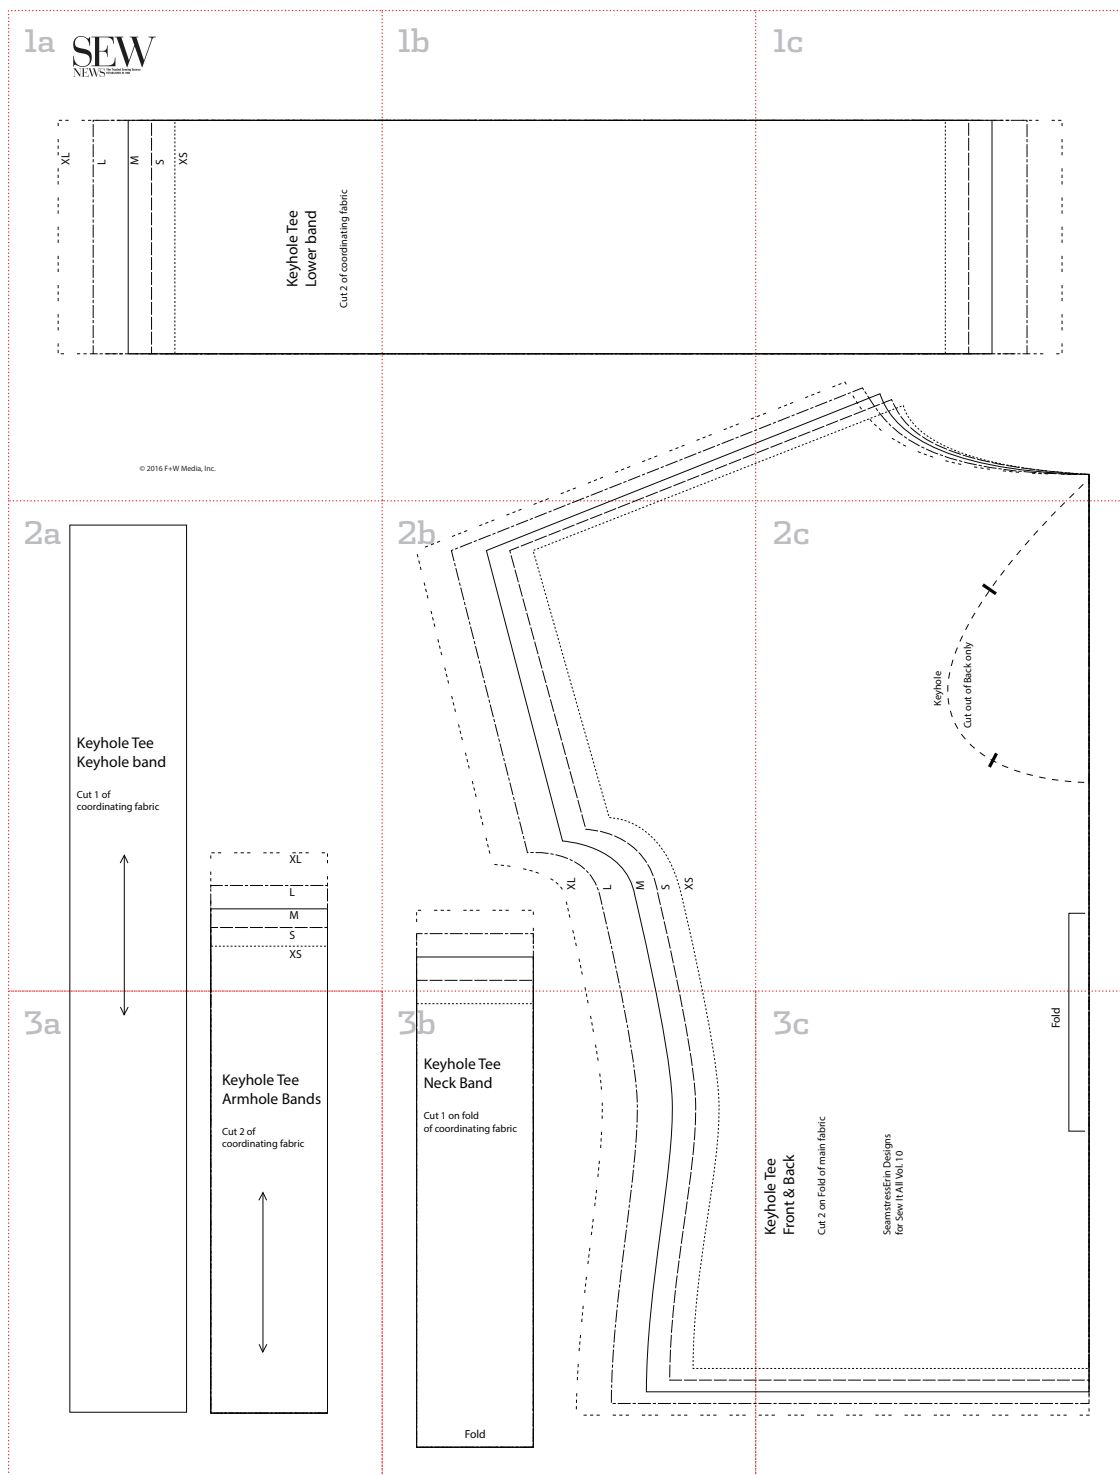 1a
1b
1c
SEW
NEWS
XL
L
M
S
XS
Keyhole Tee
Lower band
Cut 2 of coordinating fabric
© 2016 F+W Media, Inc.
2a
2b
2c
Keyhole
Cut out of Back only
Keyhole Tee
Keyhole band
Cut 1 of
coordinating fabric
XL
L
M
S
XS
XL
L
M
S
XS
3a
3b
3c
Fold
Keyhole Tee
Armhole Bands
Cut 2 of
coordinating fabric
Keyhole Tee
Neck Band
Cut 1 on fold
of coordinating fabric
Keyhole Tee
Front & Back
Cut 2 on Fold of main fabric
SeamstressErin Designs
for Sew It All Vol. 10
Fold